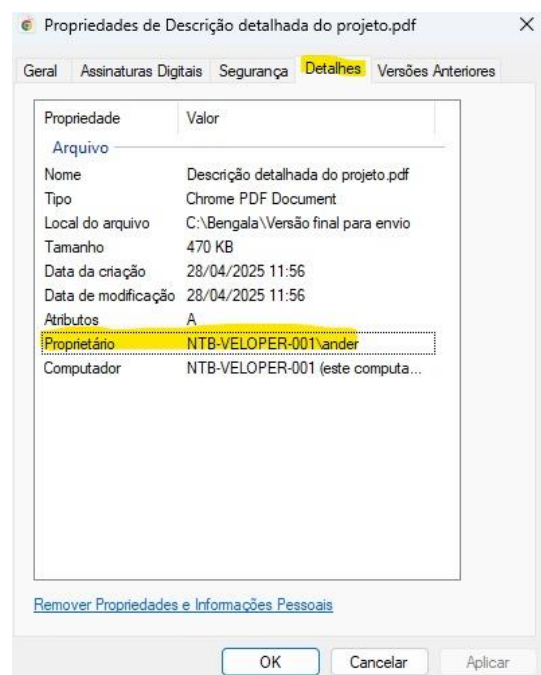 Propriedades de Descrição detalhada do projeto.pdf
Geral Assinaturas Digitais Segurança Detalhes Versões Anteriores
Propriedade Valor
Arquivo
Nome Descrição detalhada do projeto.pdf
Tipo Chrome PDF Document
Local do arquivo C:\Bengala\Versão final para envio
Tamanho 470 KB
Data da criação 28/04/2025 11:56
Data de modificação 28/04/2025 11:56
Atributos A
Proprietário NTB-VELOPER-001\ander
Computador NTB-VELOPER-001 (este computa...
Remover Propriedades e Informações Pessoais
OK Cancelar Aplicar